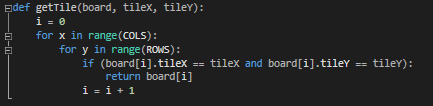 def getTile(board, tileX, tileY):
    i = 0
    for x in range(COLS):
        for y in range(ROWS):
            if (board[i].tileX == tileX and board[i].tileY == tileY):
                return board[i]
            i = i + 1